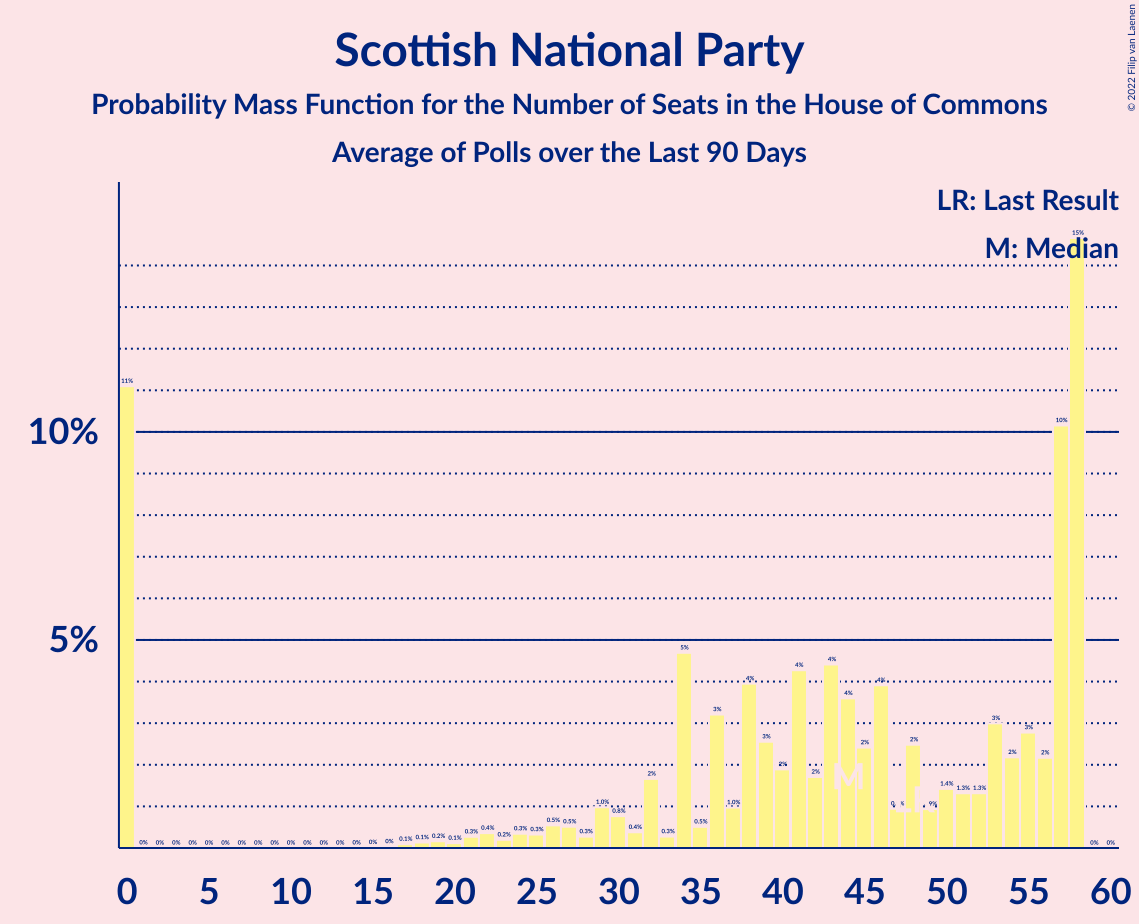 Scottish National Party
Probability Mass Function for the Number of Seats in the House of Commons
Average of Polls over the Last 90 Days
© 2022 Filip van Laenen
LR: Last Result
M: Median
15%
11%
10%
10%
5%
5% 3% 1.0% 4% 3% 2% 4% 2% 4% 4% 2% 4% 2% 1.4% 1.3% 1.3% 3% 2% 3% 2%
0% 0% 0% 0% 0% 0% 0% 0% 0% 0% 0% 0% 0% 0% 0% 0% 0.1% 0.1% 0.2% 0.1% 0.3% 0.4% 0.2% 0.3% 0.3% 0.5% 0.5% 0.3% 1.0% 0.8% 0.4% 2% 0.3% 0.5% 0% 0%
M
0 5 10 15 20 25 30 35 40 45 50 55 60